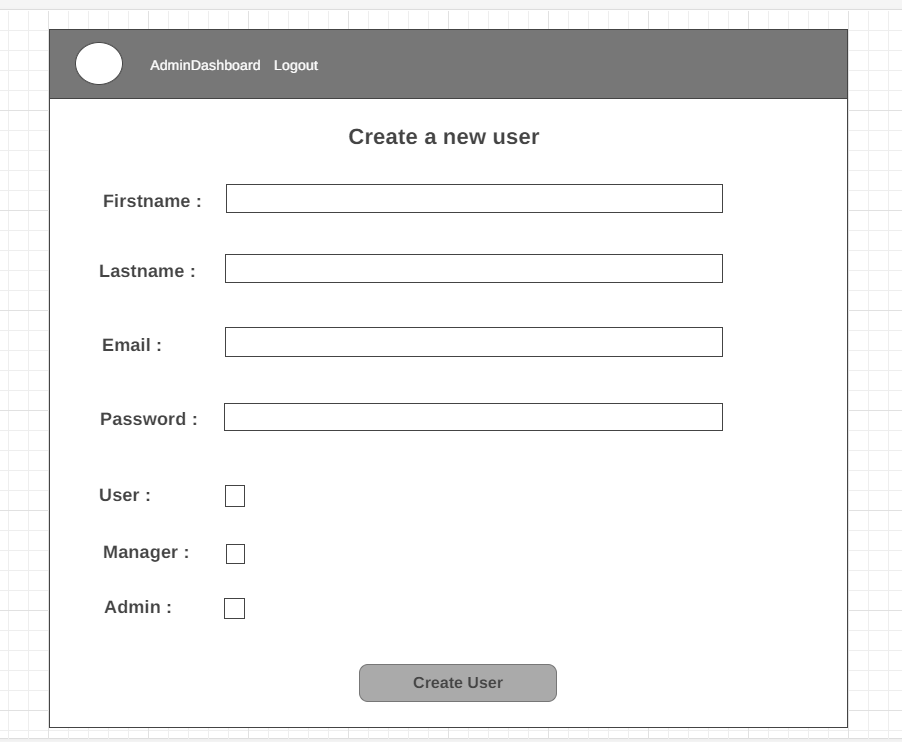 AdminDashboard Logout
Create a new user
Firstname :
Lastname :
Email :
Password :
User :
Manager :
Admin :
Create User